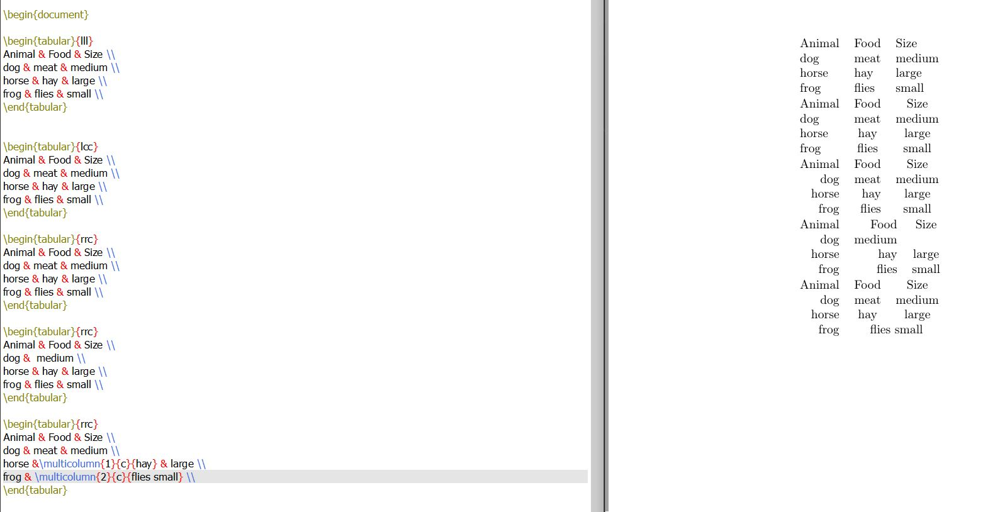 \begin{document}
\begin{tabular}{lll}
Animal & Food & Size \\
dog & meat & medium \\
horse & hay & large \\
frog & flies & small \\
\end{tabular}
\begin{tabular}{lcc}
Animal & Food & Size \\
dog & meat & medium \\
horse & hay & large \\
frog & flies & small \\
\end{tabular}
\begin{tabular}{rrc}
Animal & Food & Size \\
dog & meat & medium \\
horse & hay & large \\
frog & flies & small \\
\end{tabular}
\begin{tabular}{rrc}
Animal & Food & Size \\
dog &  medium \\
horse & hay & large \\
frog & flies & small \\
\end{tabular}
\begin{tabular}{rrc}
Animal & Food & Size \\
dog & meat & medium \\
horse &\multicolumn{1}{c}{hay} & large \\
frog & \multicolumn{2}{c}{flies small} \\
\end{tabular}
Animal Food Size
dog meat medium
horse hay large
frog flies small
Animal Food Size
dog meat medium
horse hay large
frog flies small
Animal Food Size
dog meat medium
horse hay large
frog flies small
Animal Food Size
dog medium
horse hay large
frog flies small
Animal Food Size
dog meat medium
horse hay large
frog flies small